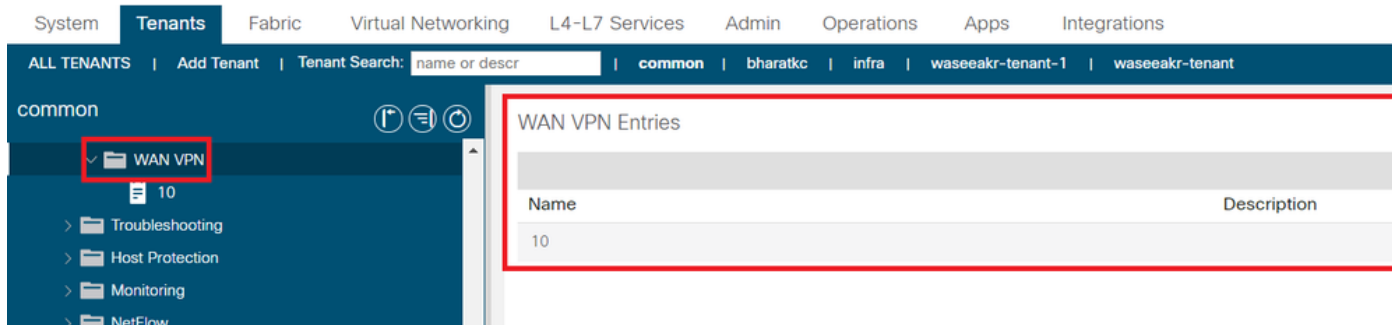 System Tenants Fabric Virtual Networking L4-L7 Services Admin Operations Apps Integrations
ALL TENANTS | Add Tenant | Tenant Search: name or descr | common | bharatkc | infra | waseeakr-tenant-1 | waseeakr-tenant
common
WAN VPN
10
Troubleshooting
Host Protection
Monitoring
NetFlow
WAN VPN Entries
Name Description
10